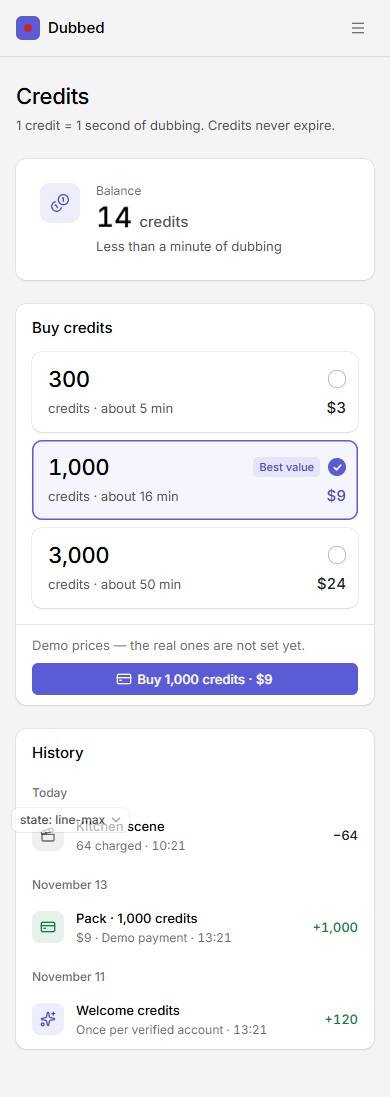 Dubbed
Credits
1 credit = 1 second of dubbing. Credits never expire.
Balance
14 credits
Less than a minute of dubbing
Buy credits
300
credits · about 5 min
$3
1,000
Best value
credits · about 16 min
$9
3,000
credits · about 50 min
$24
Demo prices — the real ones are not set yet.
Buy 1,000 credits · $9
History
Today
state: line-max
Kitchen scene
−64
64 charged · 10:21
November 13
Pack · 1,000 credits
+1,000
$9 · Demo payment · 13:21
November 11
Welcome credits
+120
Once per verified account · 13:21